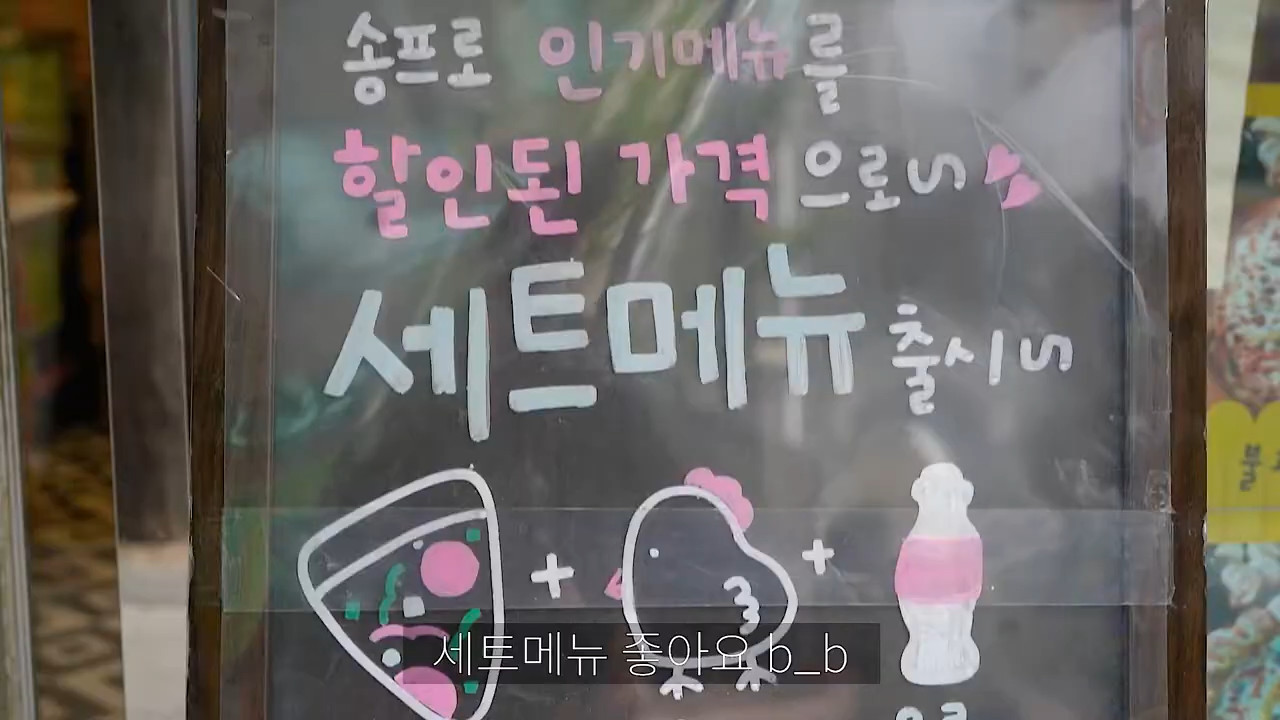 송프로 인기메뉴를
할인된 가격으로~
세트메뉴 출시~
+ +
세트메뉴 좋아요 b_b